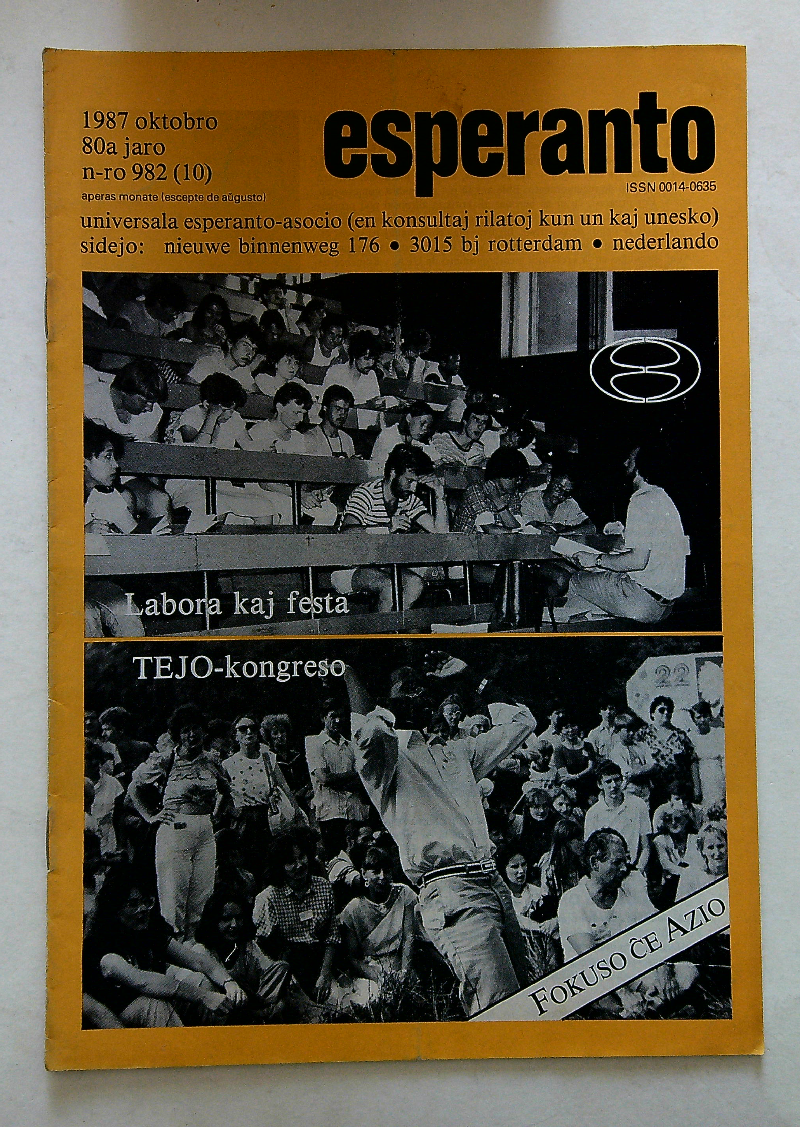 1987 oktobro
80a jaro
n-ro 982 (10)
aperas monate (escepte de aŭgusto)
esperanto
ISSN 0014-0635
universala esperanto-asocio (en konsultaj rilatoj kun un kaj unesko)
sidejo: nieuwe binnenweg 176 • 3015 bj rotterdam • nederlando
Labora kaj festa
TEJO-kongreso
22
FOKUSO ĈE AZIO